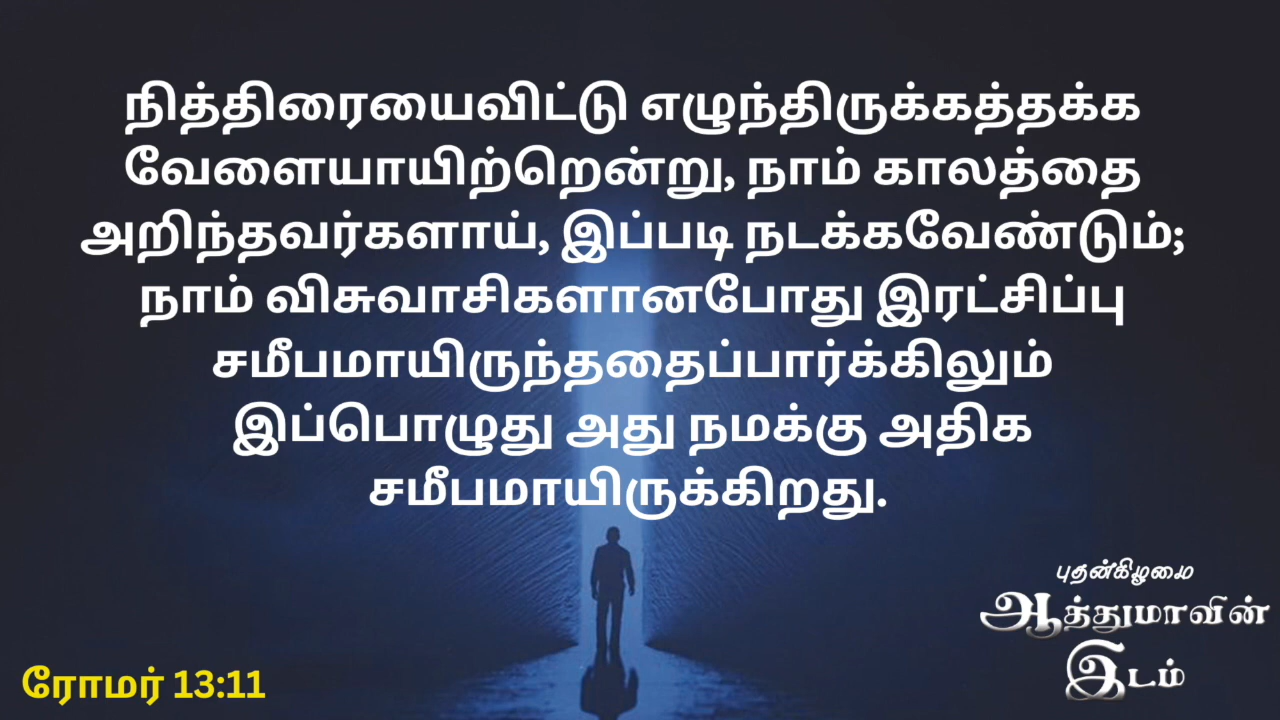 நித்திரையைவிட்டு எழுந்திருக்கத்தக்க
வேளையாயிற்றென்று, நாம் காலத்தை
அறிந்தவர்களாய், இப்படி நடக்கவேண்டும்;
நாம் விசுவாசிகளானபோது இரட்சிப்பு
சமீபமாயிருந்ததைப்பார்க்கிலும்
இப்பொழுது அது நமக்கு அதிக
சமீபமாயிருக்கிறது.
புதன்கிழமை
ஆத்துமாவின்
இடம்
ரோமர் 13:11